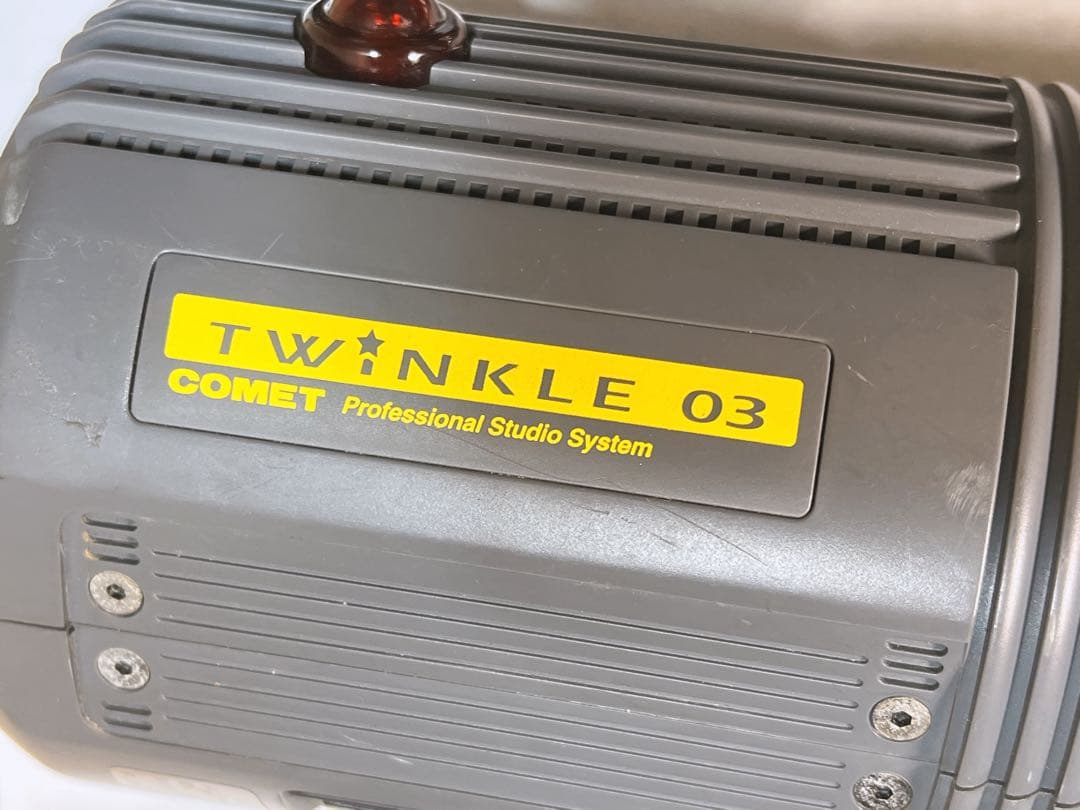 TWiNKLE 03
COMET Professional Studio System